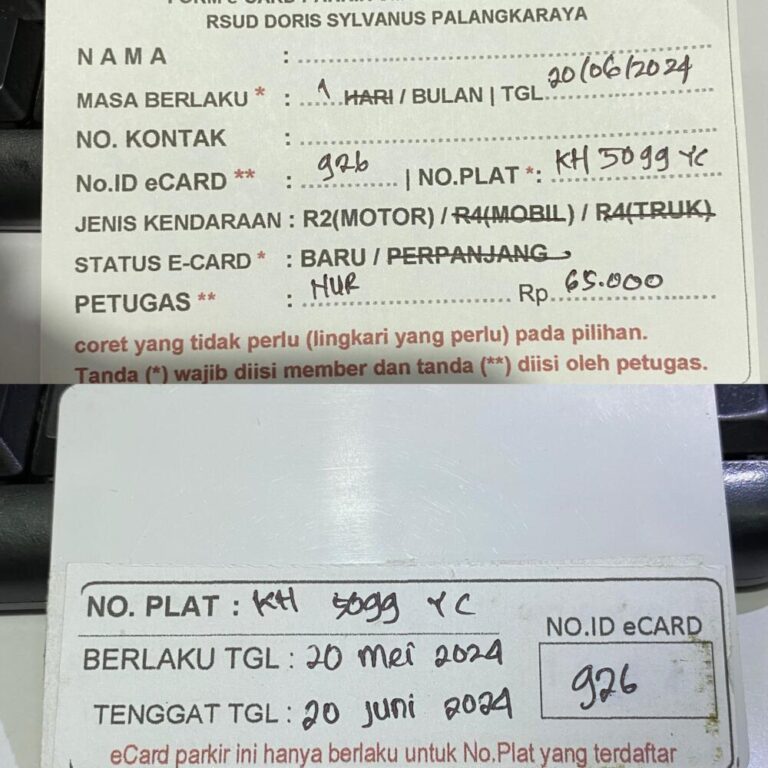 RSUD DORIS SYLVANUS PALANGKARAYA
NAMA :
MASA BERLAKU * : 1 HARI / BULAN | TGL 20/06/2024
NO. KONTAK :
No.ID eCARD ** : 926 | NO.PLAT *: KH 5099 YC
JENIS KENDARAAN : R2(MOTOR) / R4(MOBIL) / R4(TRUK)
STATUS E-CARD * : BARU / PERPANJANG
PETUGAS ** : NUR Rp 65.000
coret yang tidak perlu (lingkari yang perlu) pada pilihan.
Tanda (*) wajib diisi member dan tanda (**) diisi oleh petugas.
NO. PLAT : KH 5099 YC
BERLAKU TGL : 20 mei 2024
TENGGAT TGL : 20 juni 2024
NO.ID eCARD
926
eCard parkir ini hanya berlaku untuk No.Plat yang terdaftar